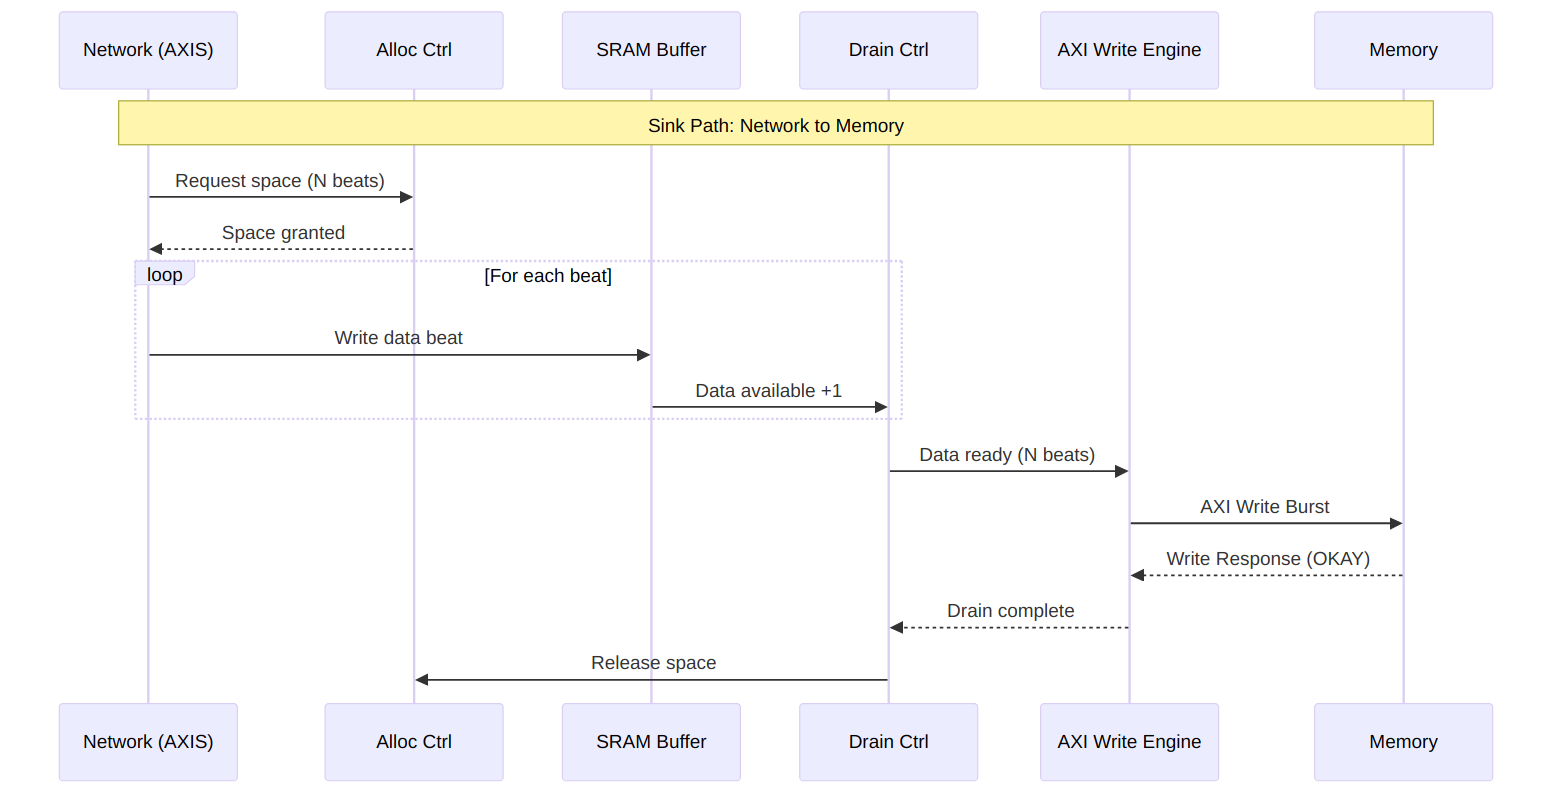 Network (AXIS)
Alloc Ctrl
SRAM Buffer
Drain Ctrl
AXI Write Engine
Memory
Sink Path: Network to Memory
Request space (N beats)
Space granted
loop
[For each beat]
Write data beat
Data available +1
Data ready (N beats)
AXI Write Burst
Write Response (OKAY)
Drain complete
Release space
Network (AXIS)
Alloc Ctrl
SRAM Buffer
Drain Ctrl
AXI Write Engine
Memory